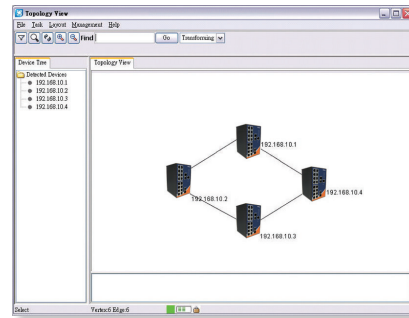 Topology View
File Task Layout Management Help
Find: Go Transforming
Device Tree
Detected Devices
192.168.10.1
192.168.10.2
192.168.10.3
192.168.10.4
Topology View
192.168.10.1
192.168.10.2
192.168.10.4
192.168.10.3
Select Vertex:6 Edge:6